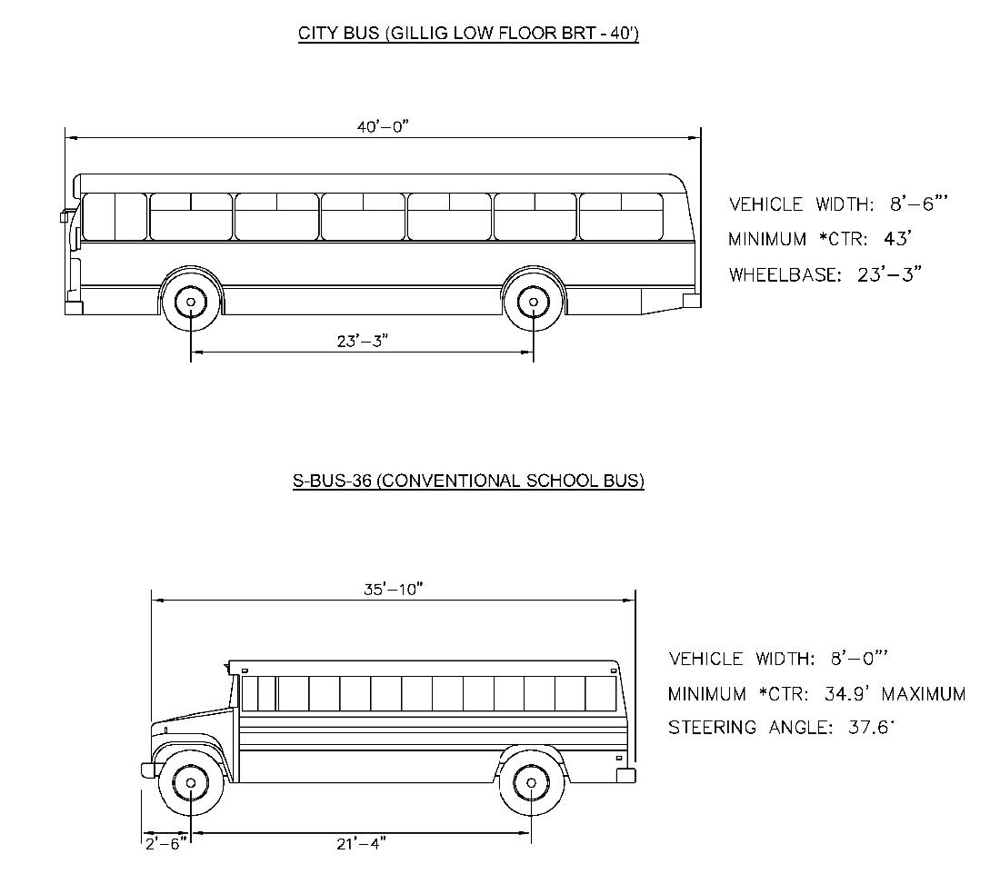 CITY BUS (GILLIG LOW FLOOR BRT - 40')
40'-0"
VEHICLE WIDTH: 8'-6"'
MINIMUM *CTR: 43'
WHEELBASE: 23'-3"
23'-3"
S-BUS-36 (CONVENTIONAL SCHOOL BUS)
35'-10"
VEHICLE WIDTH: 8'-0"'
MINIMUM *CTR: 34.9' MAXIMUM
STEERING ANGLE: 37.6'
2'-6"
21'-4"